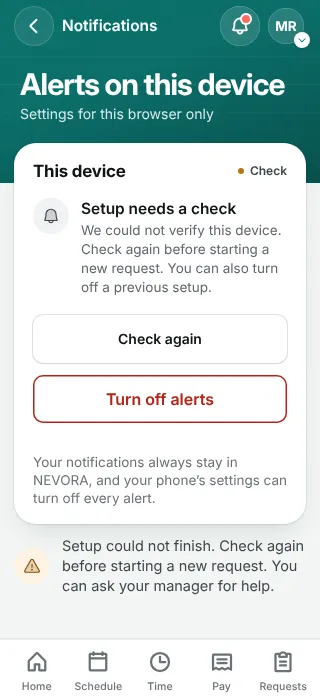 Notifications
MR
Alerts on this device
Settings for this browser only
This device
Check
Setup needs a check
We could not verify this device.
Check again before starting a
new request. You can also turn
off a previous setup.
Check again
Turn off alerts
Your notifications always stay in
NEVORA, and your phone’s settings can
turn off every alert.
Setup could not finish. Check again
before starting a new request. You
can ask your manager for help.
Home
Schedule
Time
Pay
Requests